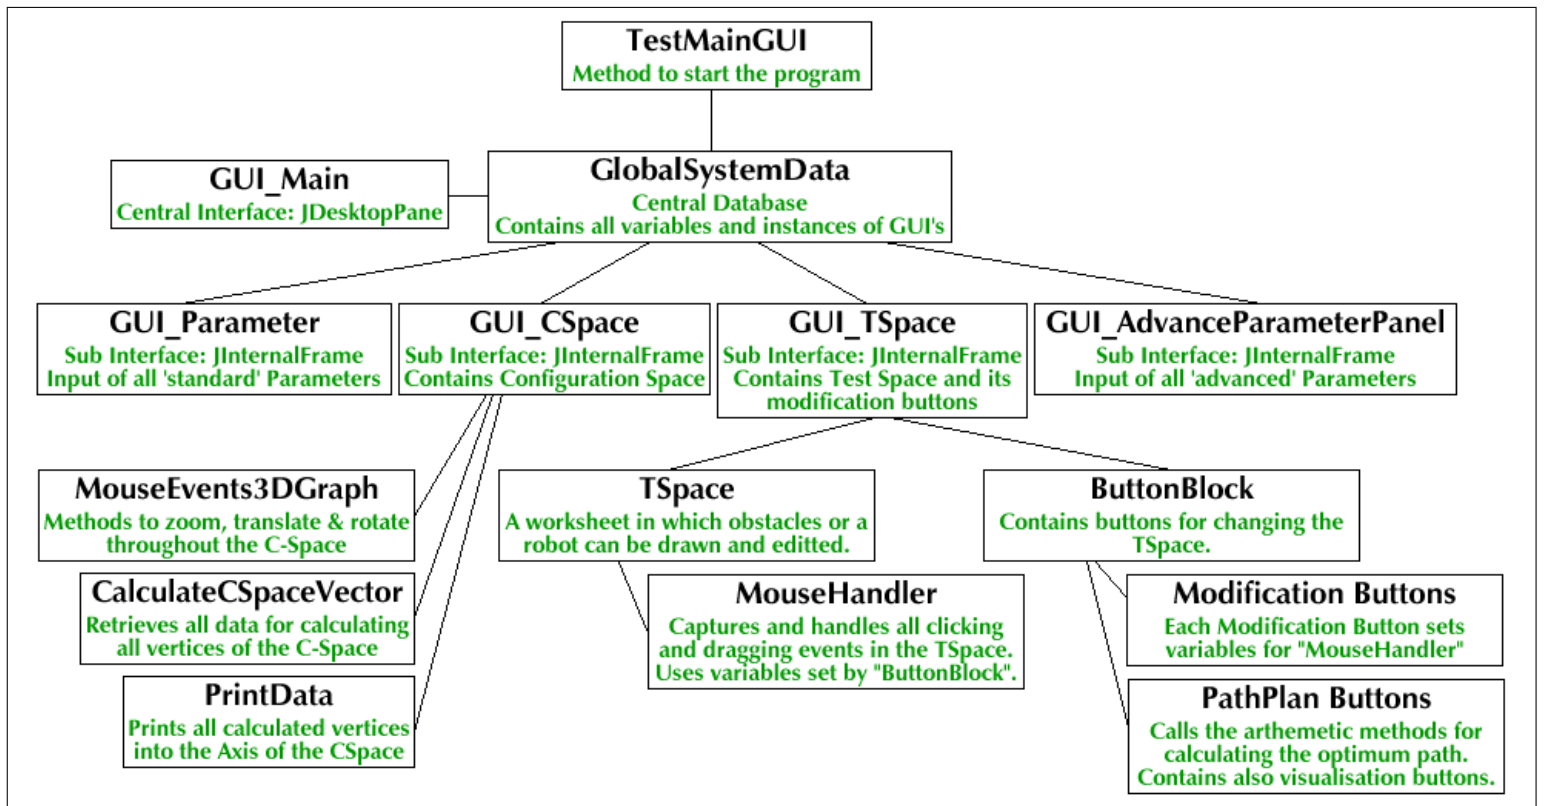 TestMainGUI
Method to start the program
GUI_Main
Central Interface: JDesktopPane
GlobalSystemData
Central Database
Contains all variables and instances of GUI's
GUI_Parameter
Sub Interface: JInternalFrame
Input of all 'standard' Parameters
GUI_CSpace
Sub Interface: JInternalFrame
Contains Configuration Space
GUI_TSpace
Sub Interface: JInternalFrame
Contains Test Space and its
modification buttons
GUI_AdvanceParameterPanel
Sub Interface: JInternalFrame
Input of all 'advanced' Parameters
MouseEvents3DGraph
Methods to zoom, translate & rotate
throughout the C-Space
TSpace
A worksheet in which obstacles or a
robot can be drawn and editted.
ButtonBlock
Contains buttons for changing the
TSpace.
CalculateCSpaceVector
Retrieves all data for calculating
all vertices of the C-Space
MouseHandler
Captures and handles all clicking
and dragging events in the TSpace.
Uses variables set by "ButtonBlock".
Modification Buttons
Each Modification Button sets
variables for "MouseHandler"
PrintData
Prints all calculated vertices
into the Axis of the CSpace
PathPlan Buttons
Calls the arthemetic methods for
calculating the optimum path.
Contains also visualisation buttons.